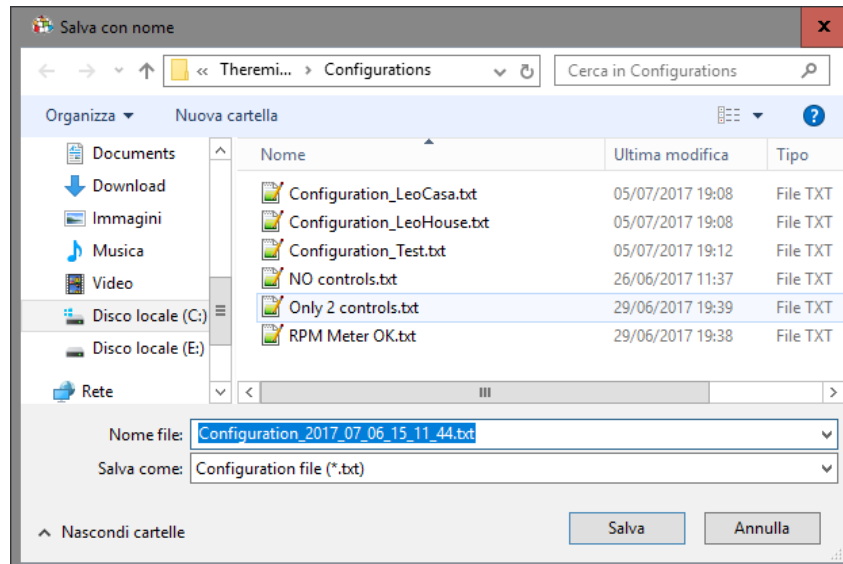 Salva con nome
« Theremi... › Configurations
Cerca in Configurations
Organizza
Nuova cartella
Documents
Download
Immagini
Musica
Video
Disco locale (C:)
Disco locale (E:)
Rete
Nome Ultima modifica Tipo
Configuration_LeoCasa.txt 05/07/2017 19:08 File TXT
Configuration_LeoHouse.txt 05/07/2017 19:08 File TXT
Configuration_Test.txt 05/07/2017 19:12 File TXT
NO controls.txt 26/06/2017 11:37 File TXT
Only 2 controls.txt 29/06/2017 19:39 File TXT
RPM Meter OK.txt 29/06/2017 19:38 File TXT
Nome file: Configuration_2017_07_06_15_11_44.txt
Salva come: Configuration file (*.txt)
Nascondi cartelle
Salva
Annulla